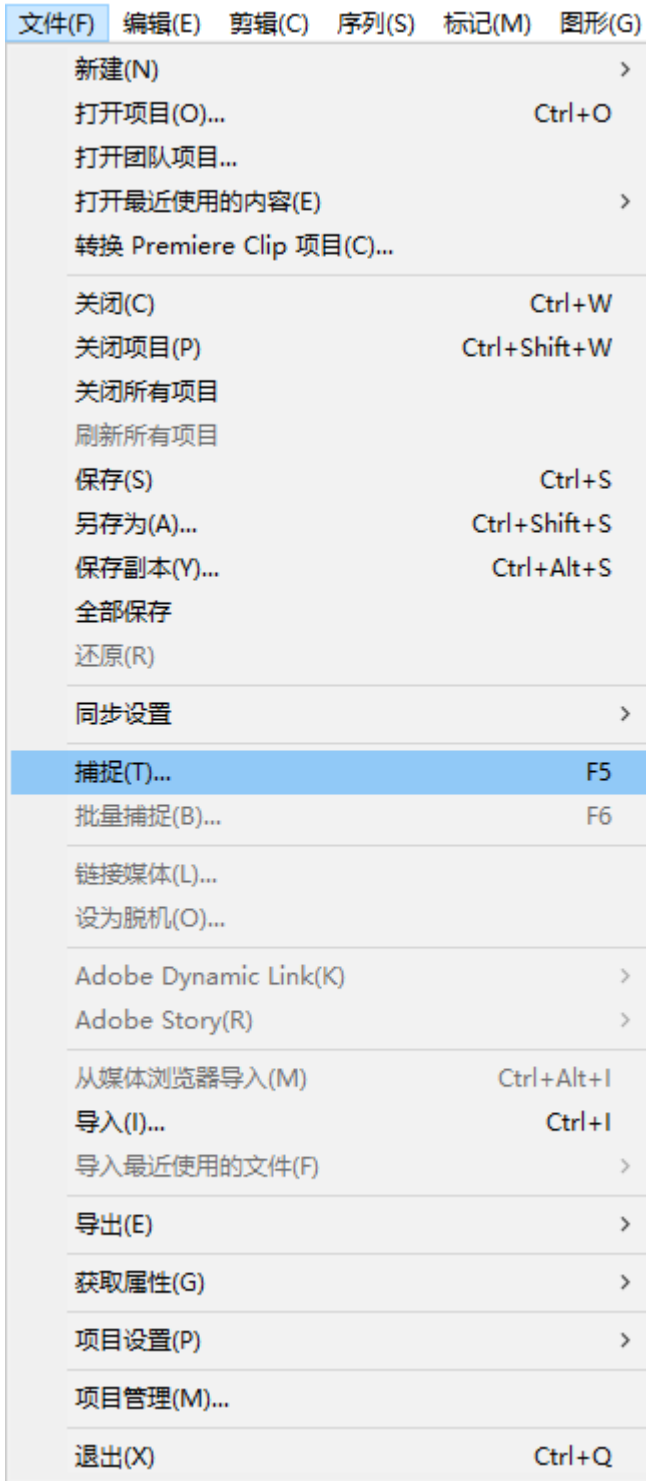 文件(F) 编辑(E) 剪辑(C) 序列(S) 标记(M) 图形(G)
新建(N) >
打开项目(O)... Ctrl+O
打开团队项目...
打开最近使用的内容(E) >
转换 Premiere Clip 项目(C)...
关闭(C) Ctrl+W
关闭项目(P) Ctrl+Shift+W
关闭所有项目
刷新所有项目
保存(S) Ctrl+S
另存为(A)... Ctrl+Shift+S
保存副本(Y)... Ctrl+Alt+S
全部保存
还原(R)
同步设置 >
捕捉(T)... F5
批量捕捉(B)... F6
链接媒体(L)...
设为脱机(O)...
Adobe Dynamic Link(K) >
Adobe Story(R) >
从媒体浏览器导入(M) Ctrl+Alt+I
导入(I)... Ctrl+I
导入最近使用的文件(F) >
导出(E) >
获取属性(G) >
项目设置(P) >
项目管理(M)...
退出(X) Ctrl+Q